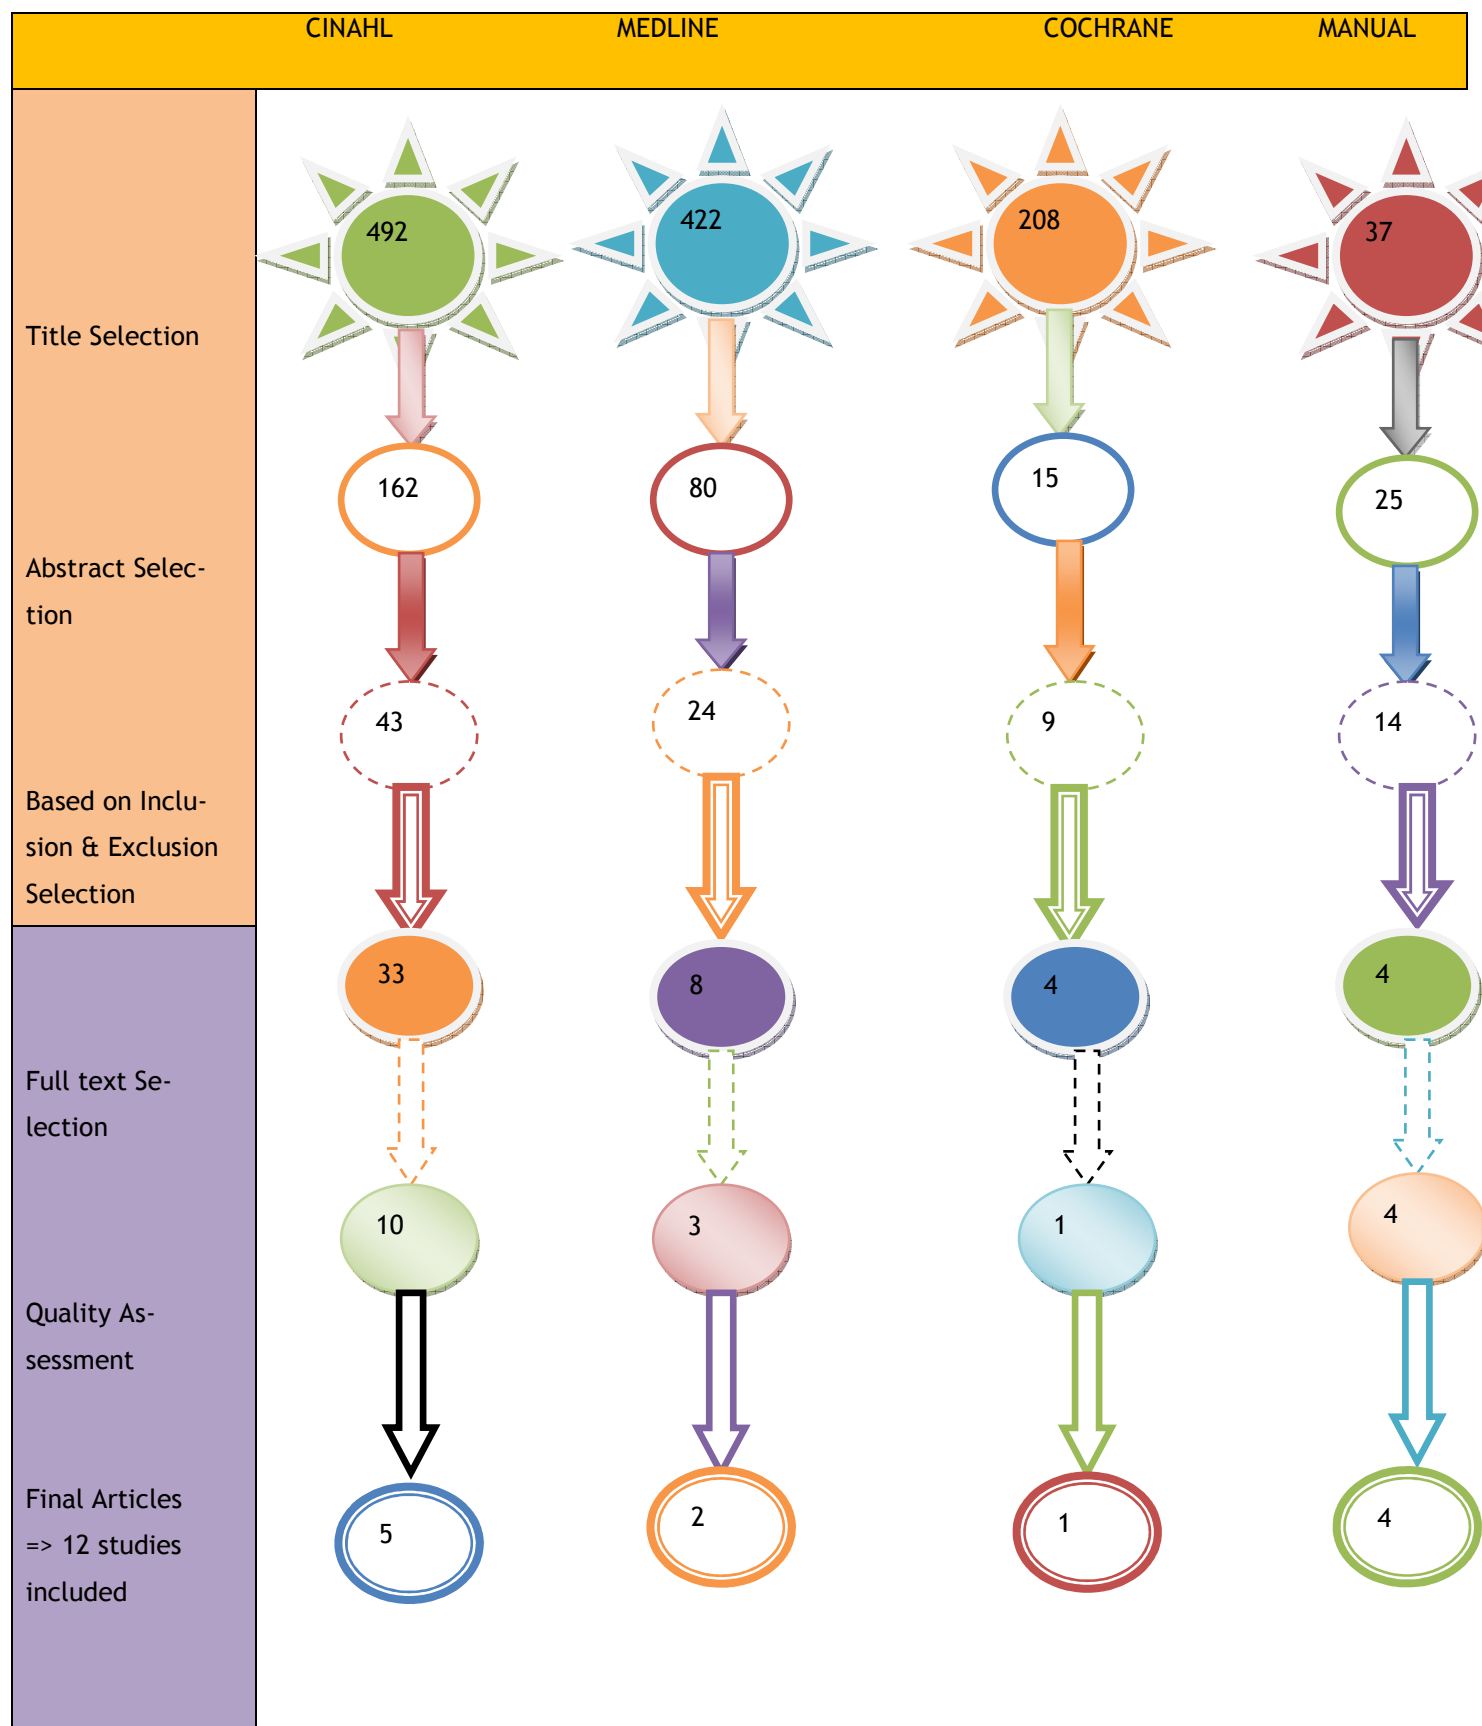 CINAHL MEDLINE COCHRANE MANUAL
492 422 208 37
Title Selection
162 80 15 25
Abstract Selec-
tion
43 24 9 14
Based on Inclu-
sion & Exclusion
Selection
33 8 4 4
Full text Se-
lection
10 3 1 4
Quality As-
sessment
Final Articles
=> 12 studies
included
5 2 1 4